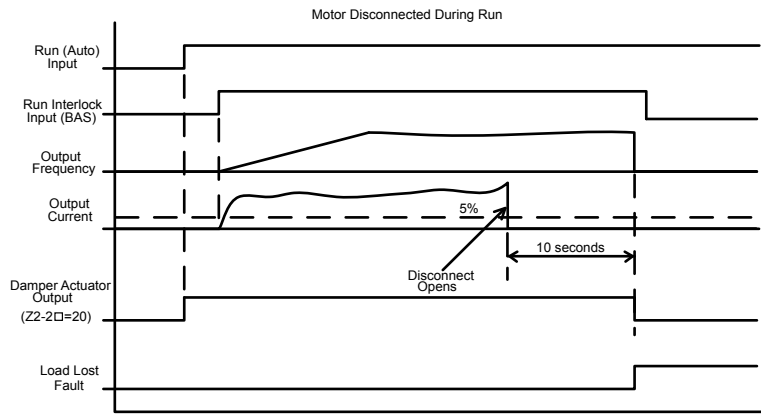 Motor Disconnected During Run
Run (Auto)
Input
Run Interlock
Input (BAS)
Output
Frequency
Output
Current
5%
10 seconds
Disconnect
Opens
Damper Actuator
Output
(Z2-2□=20)
Load Lost
Fault